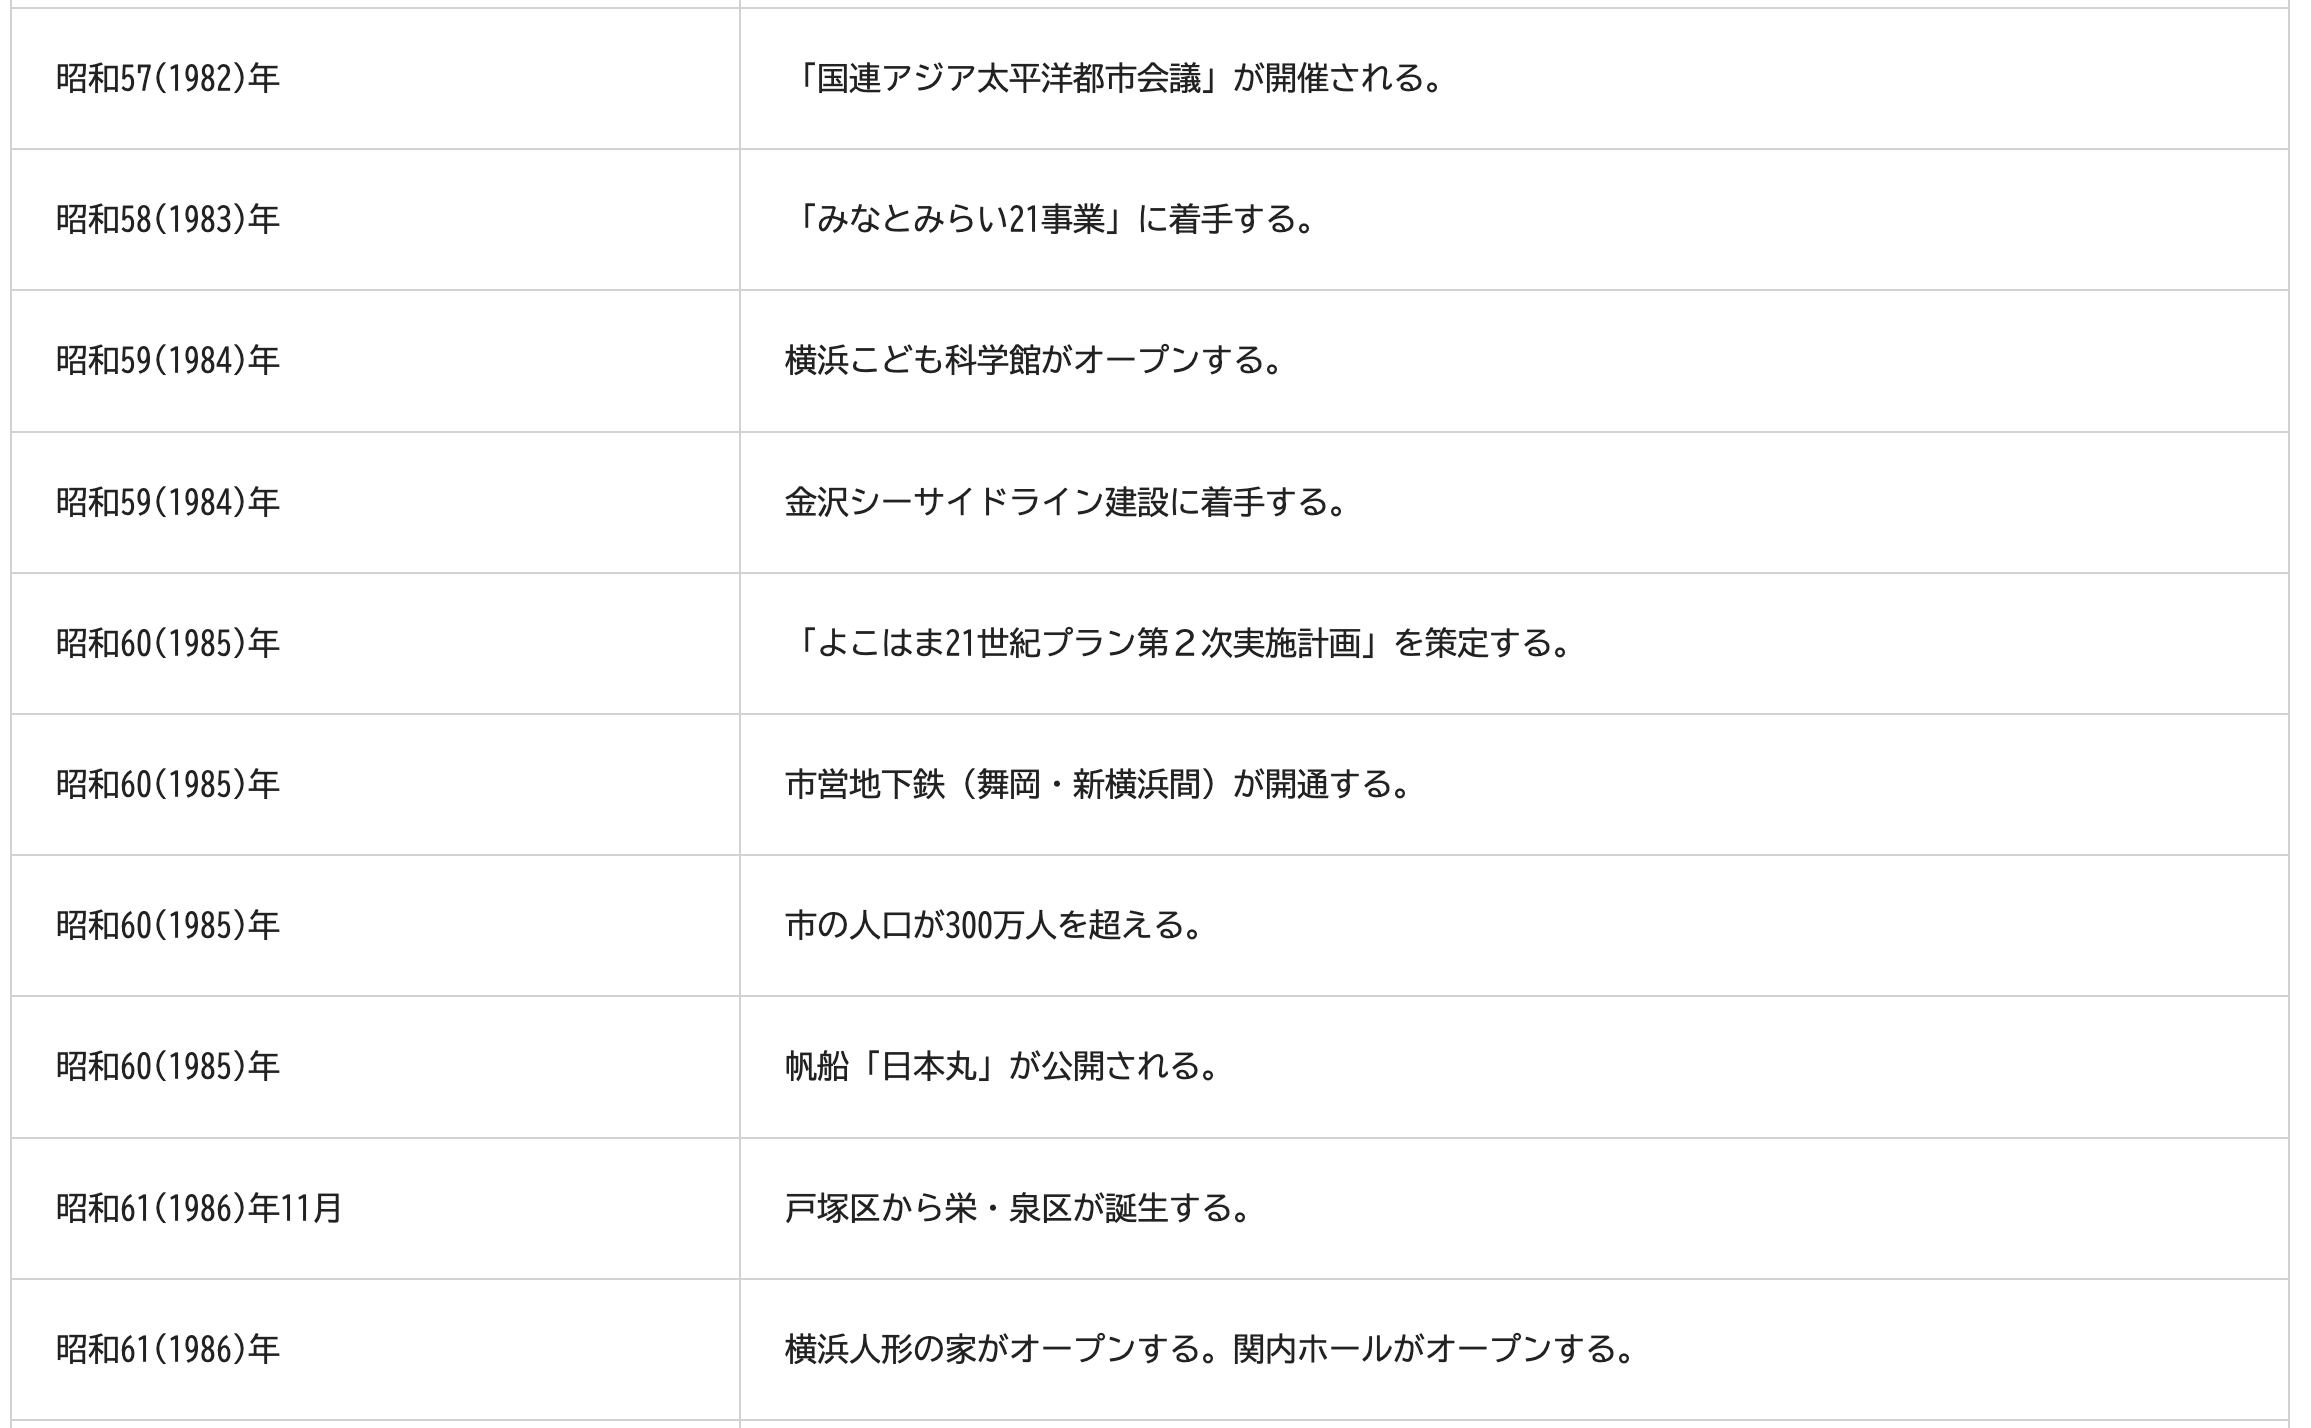 昭和57(1982)年
「国連アジア太平洋都市会議」が開催される。
昭和58(1983)年
「みなとみらい21事業」に着手する。
昭和59(1984)年
横浜こども科学館がオープンする。
昭和59(1984)年
金沢シーサイドライン建設に着手する。
昭和60(1985)年
「よこはま21世紀プラン第２次実施計画」を策定する。
昭和60(1985)年
市営地下鉄（舞岡・新横浜間）が開通する。
昭和60(1985)年
市の人口が300万人を超える。
昭和60(1985)年
帆船「日本丸」が公開される。
昭和61(1986)年11月
戸塚区から栄・泉区が誕生する。
昭和61(1986)年
横浜人形の家がオープンする。関内ホールがオープンする。